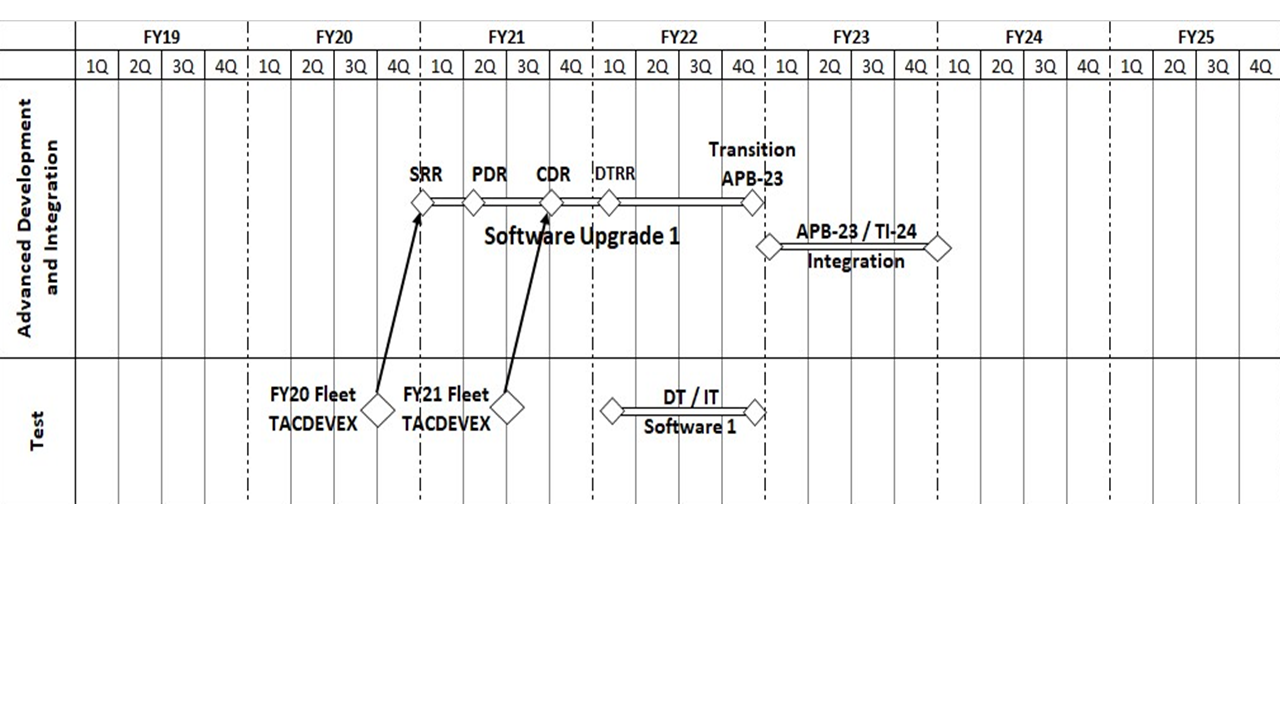 FY19 FY20 FY21 FY22 FY23 FY24 FY25
1Q 2Q 3Q 4Q 1Q 2Q 3Q 4Q 1Q 2Q 3Q 4Q 1Q 2Q 3Q 4Q 1Q 2Q 3Q 4Q 1Q 2Q 3Q 4Q 1Q 2Q 3Q 4Q
Advanced Development
and Integration
Transition
APB-23
SRR PDR CDR DTRR
Software Upgrade 1
APB-23 / TI-24
Integration
Test
FY20 Fleet
TACDEVEX
FY21 Fleet
TACDEVEX
DT / IT
Software 1